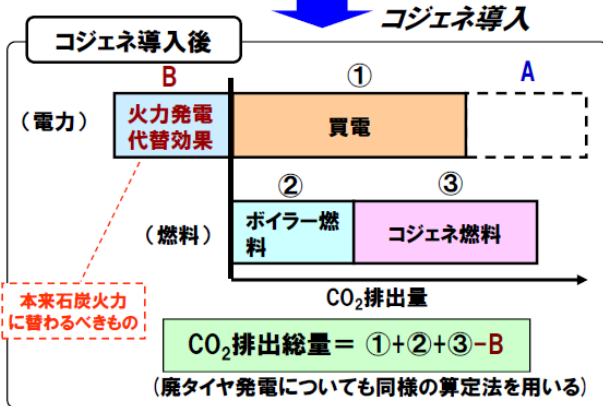 コジェネ導入
コジェネ導入後
B
①
A
(電力)
火力発電
代替効果
買電
②
③
(燃料)
ボイラー燃
料
コジェネ燃料
本来石炭火力
に替わるべきもの
CO₂排出量
CO₂排出総量= ①+②+③-B
(廃タイヤ発電についても同様の算定法を用いる)